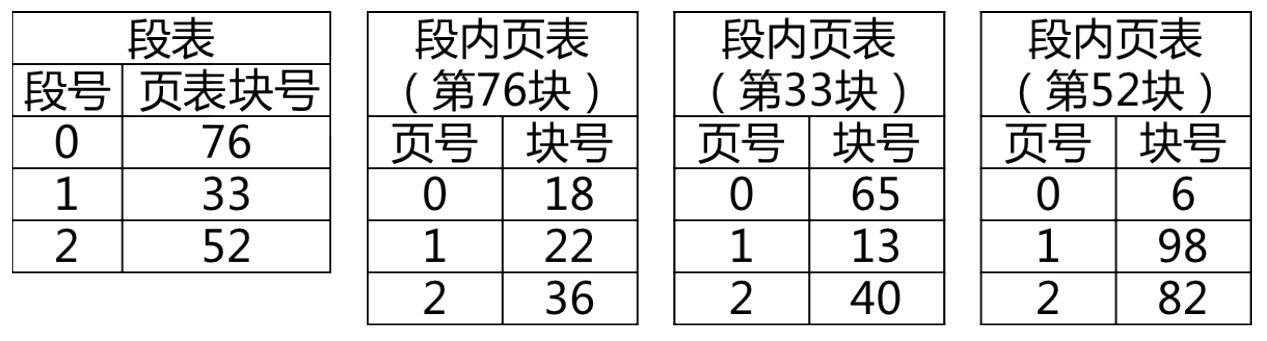 段表
段号 页表块号
0 76
1 33
2 52
段内页表
（第76块）
页号 块号
0 18
1 22
2 36
段内页表
（第33块）
页号 块号
0 65
1 13
2 40
段内页表
（第52块）
页号 块号
0 6
1 98
2 82